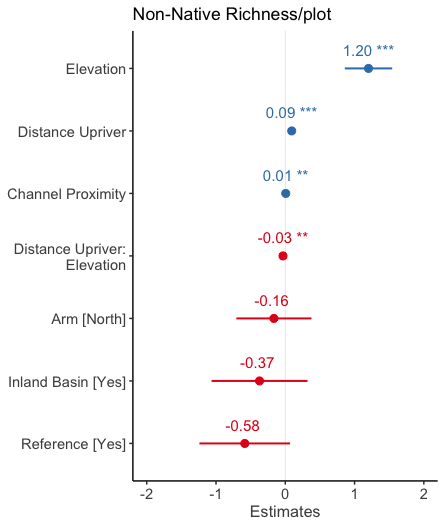 Non-Native Richness/plot
Elevation
1.20 ***
Distance Upriver
0.09 ***
Channel Proximity
0.01 **
Distance Upriver:
Elevation
-0.03 **
Arm [North]
-0.16
Inland Basin [Yes]
-0.37
Reference [Yes]
-0.58
-2 -1 0 1 2
Estimates